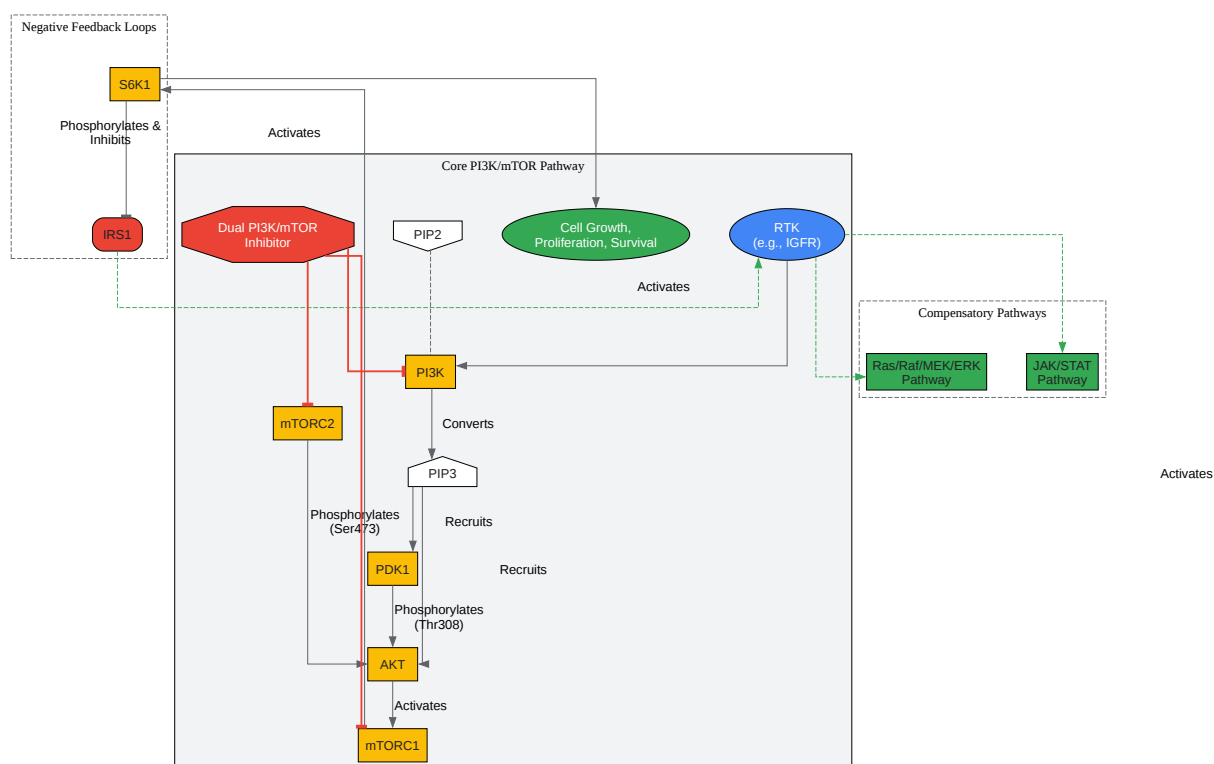 Negative Feedback Loops
S6K1
Phosphorylates &
Inhibits
Activates
Core PI3K/mTOR Pathway
Dual PI3K/mTOR
Inhibitor
PIP2
Cell Growth,
Proliferation, Survival
RTK
(e.g., IGFR)
IRS1
Activates
Compensatory Pathways
Ras/Raf/MEK/ERK
Pathway
JAK/STAT
Pathway
PI3K
mTORC2
Converts
PIP3
Activates
Phosphorylates
(Ser473)
Recruits
PDK1
Recruits
Phosphorylates
(Thr308)
AKT
Activates
mTORC1